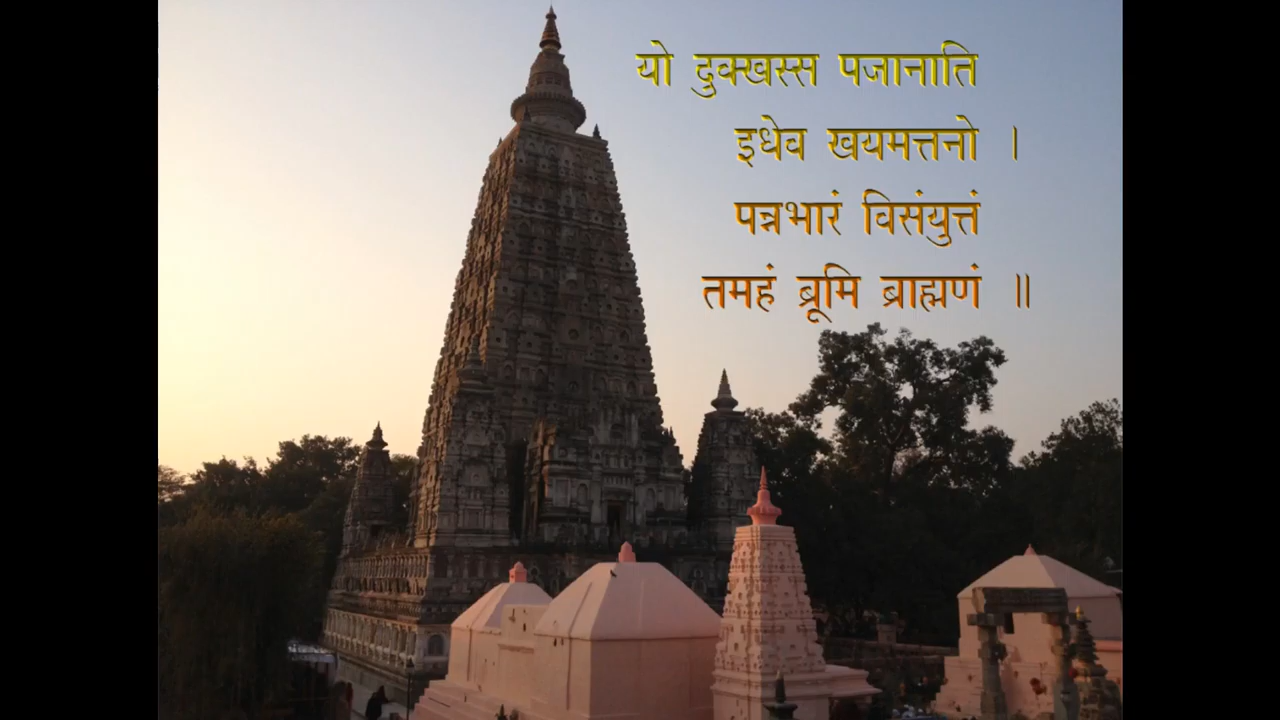 यो दुक्खस्स पजानाति
इधेव खयमत्तनो ।
पन्नभारं विसंयुत्तं
तमहं ब्रूमि ब्राह्मणं ॥